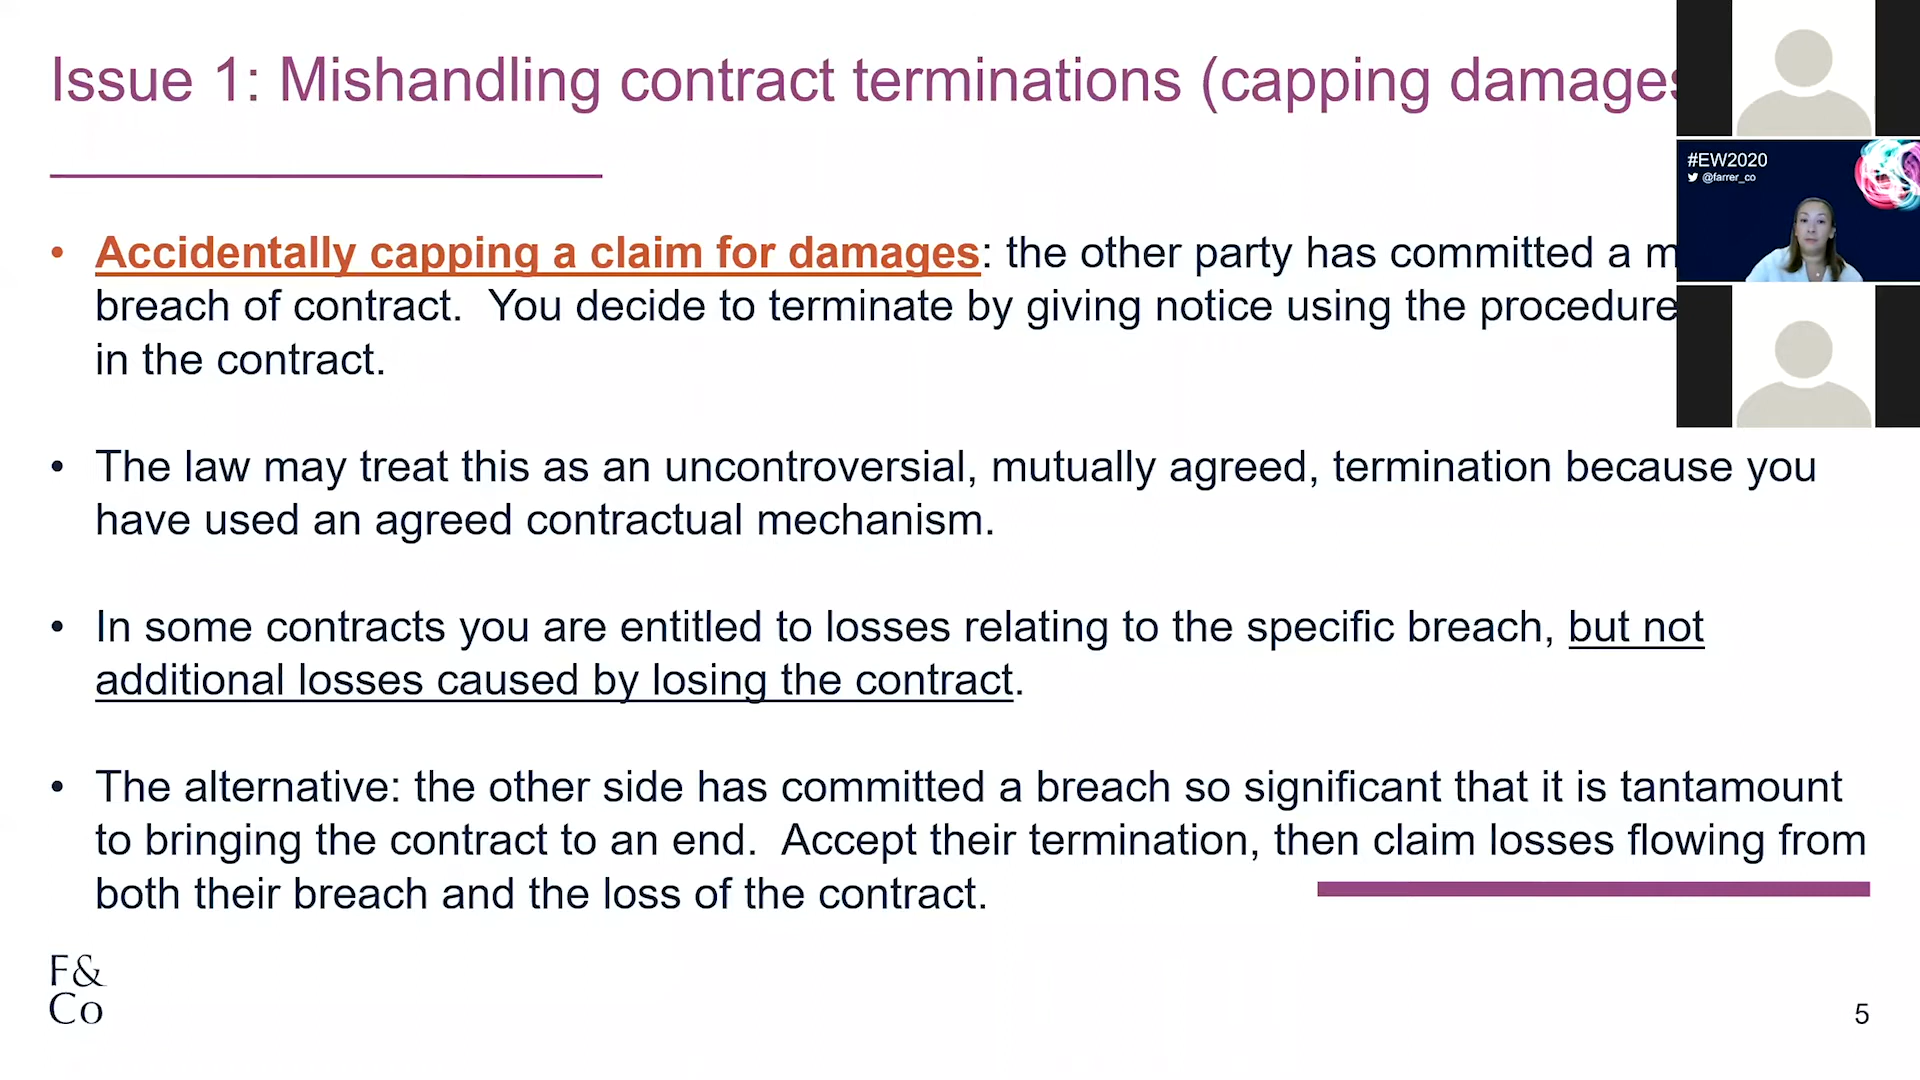 Issue 1: Mishandling contract terminations (capping damages
#EW2020
@farrer_co
• Accidentally capping a claim for damages: the other party has committed a
breach of contract. You decide to terminate by giving notice using the procedure
in the contract.
• The law may treat this as an uncontroversial, mutually agreed, termination because you
have used an agreed contractual mechanism.
• In some contracts you are entitled to losses relating to the specific breach, but not
additional losses caused by losing the contract.
• The alternative: the other side has committed a breach so significant that it is tantamount
to bringing the contract to an end. Accept their termination, then claim losses flowing from
both their breach and the loss of the contract.
F&
Co
5